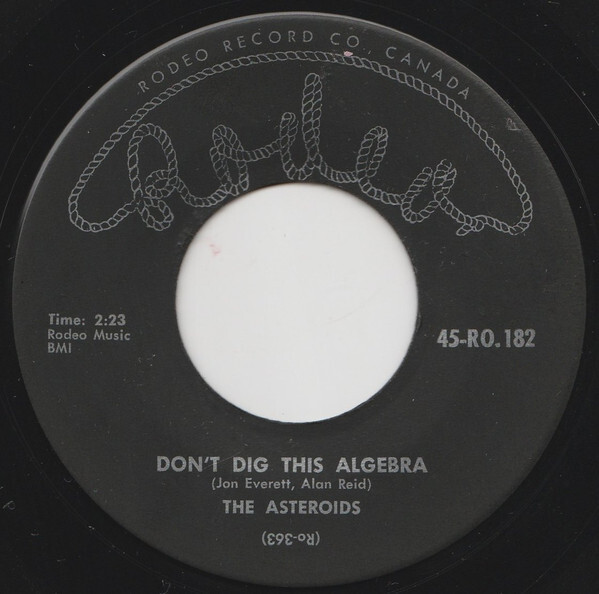 RODEO RECORD CO., CANADA
Rodeo
Time: 2:23
Rodeo Music
BMI
45-RO.182
DON'T DIG THIS ALGEBRA
(Jon Everett, Alan Reid)
THE ASTEROIDS
(Ro-363)